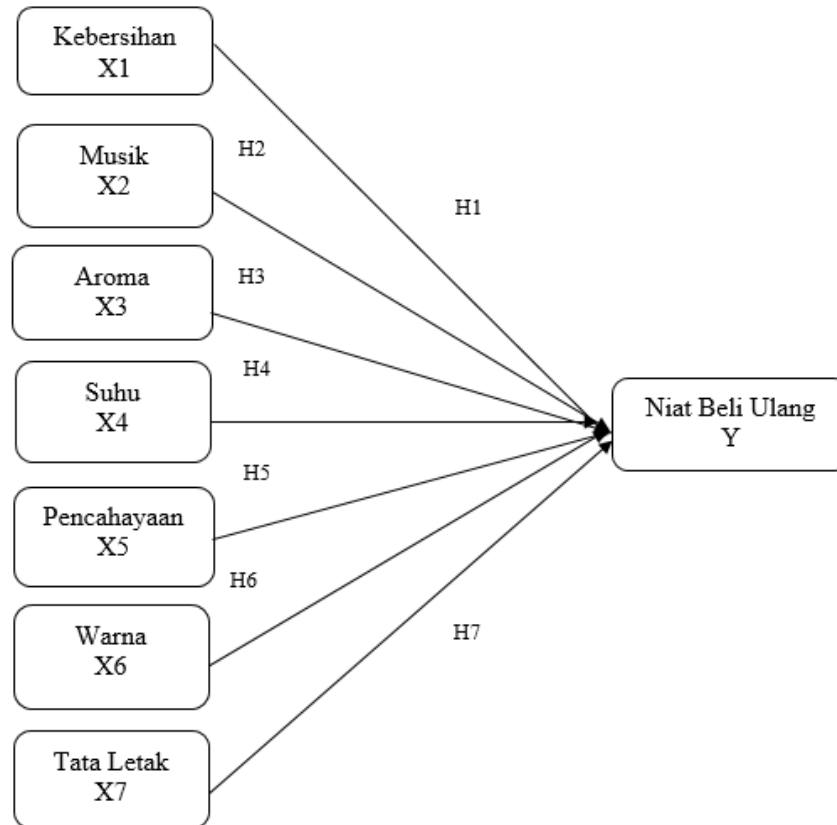 Kebersihan
X1
Musik
X2
H2
H1
Aroma
X3
H3
Suhu
X4
H4
Niat Beli Ulang
Y
Pencahayaan
X5
H5
H6
Warna
X6
H7
Tata Letak
X7